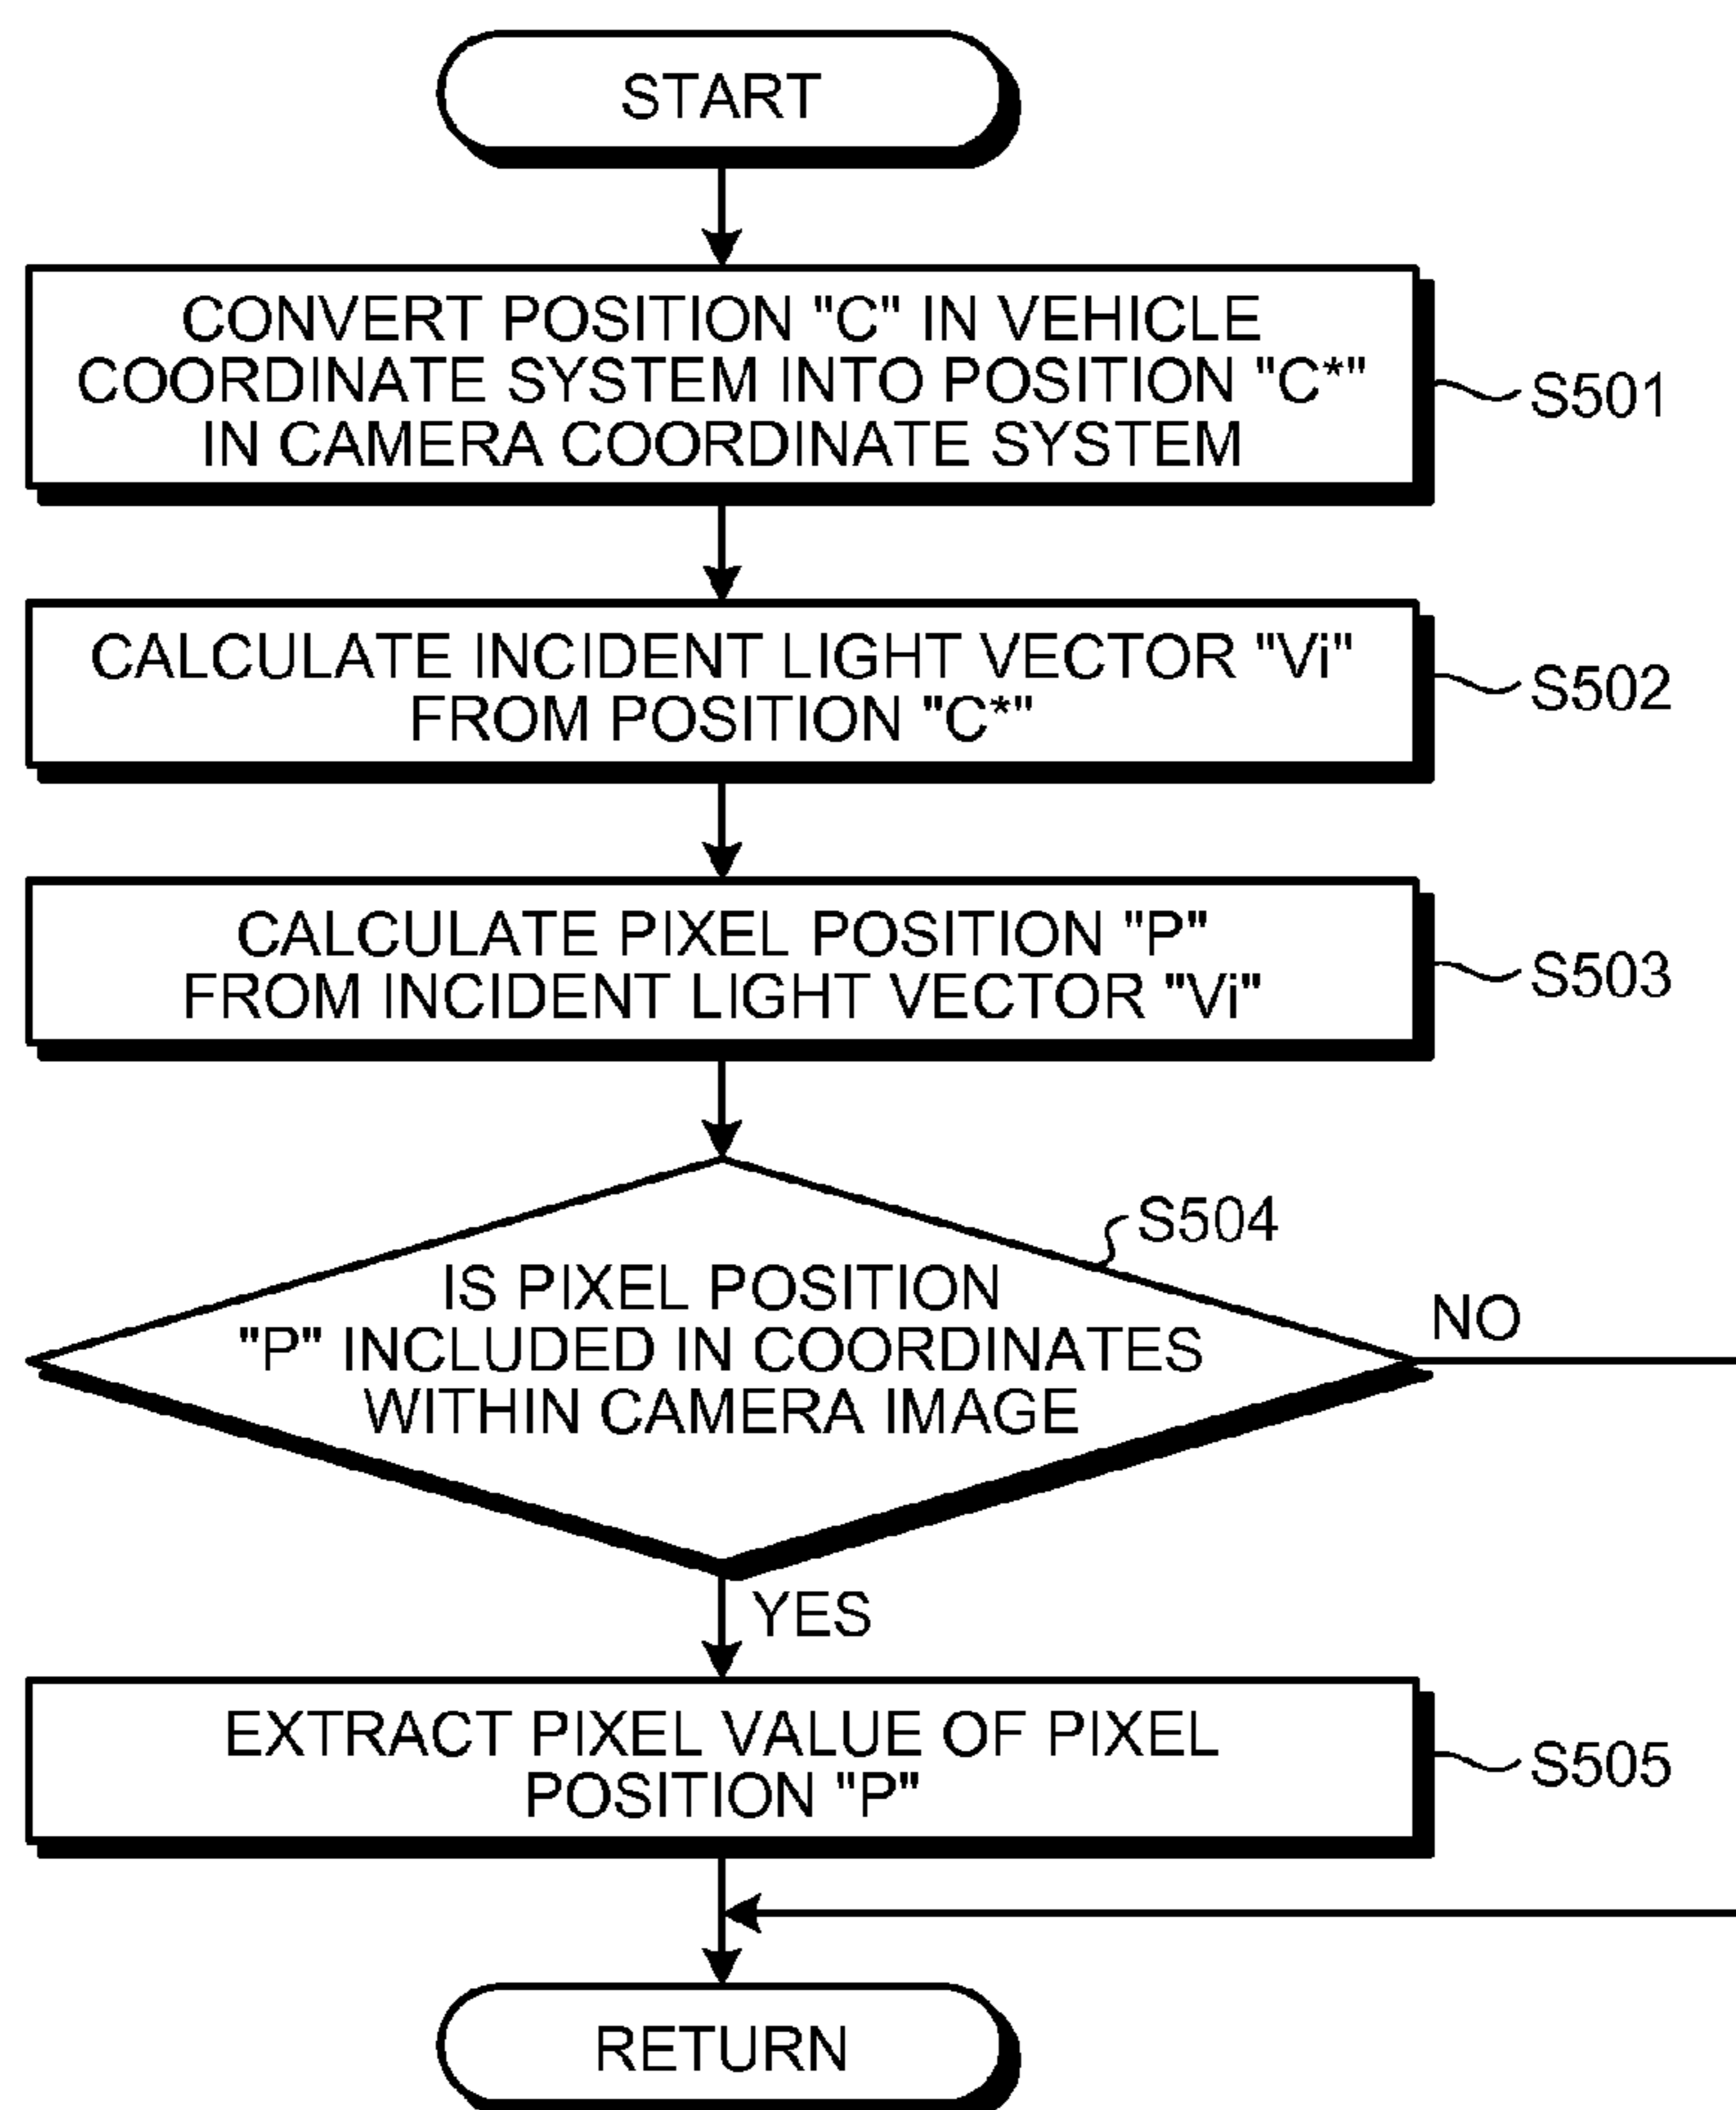 START
CONVERT POSITION "C" IN VEHICLE
COORDINATE SYSTEM INTO POSITION "C*"
IN CAMERA COORDINATE SYSTEM
S501
CALCULATE INCIDENT LIGHT VECTOR "Vi"
FROM POSITION "C*"
S502
CALCULATE PIXEL POSITION "P"
FROM INCIDENT LIGHT VECTOR "Vi"
S503
S504
IS PIXEL POSITION
"P" INCLUDED IN COORDINATES
WITHIN CAMERA IMAGE
NO
YES
EXTRACT PIXEL VALUE OF PIXEL
POSITION "P"
S505
RETURN